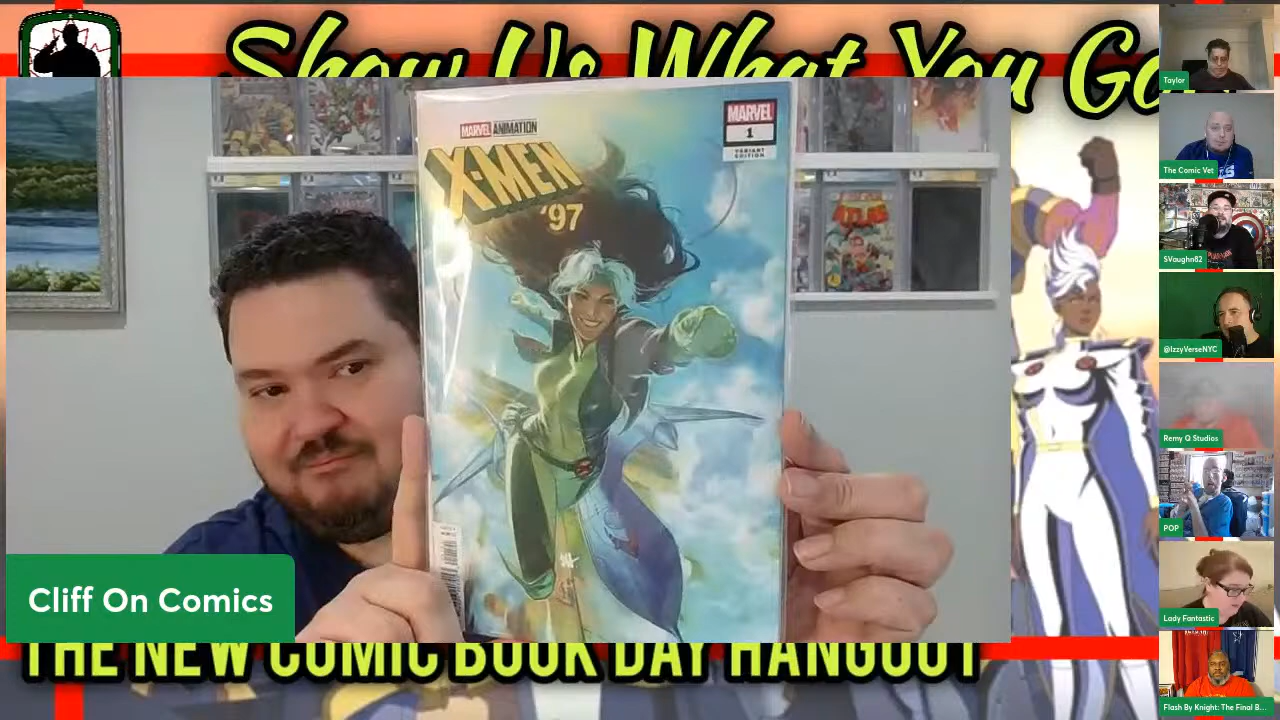 Show Us What You Go
MARVEL ANIMATION
X-MEN
'97
MARVEL
1
VARIANT
EDITION
Cliff On Comics
THE NEW COMIC BOOK DAY HANGOUT
Taylor
The Comic Vet
SVaughn82
@IzzyVerseNYC
Remy Q Studios
POP
Lady Fantastic
Flash By Knight: The Final B...